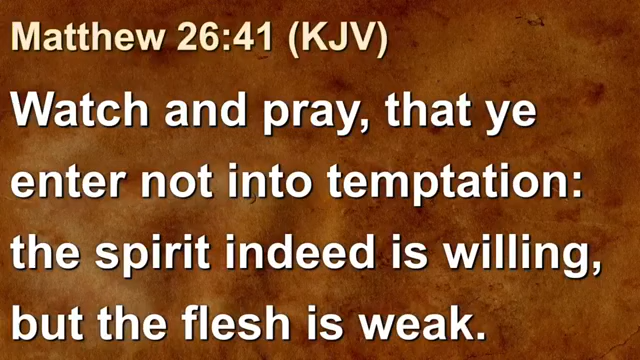 Matthew 26:41 (KJV)
Watch and pray, that ye
enter not into temptation:
the spirit indeed is willing,
but the flesh is weak.